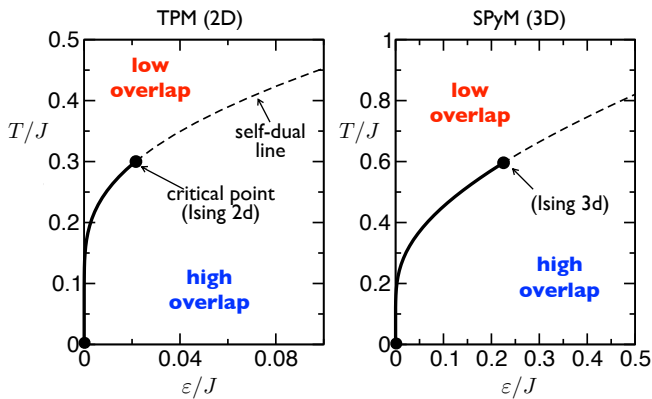 TPM (2D)
0.5
0.4
0.3
0.2
0.1
0
T/J
low
overlap
self-dual
line
critical point
(Ising 2d)
high
overlap
0
0.04
0.08
ε/J
SPyM (3D)
1
0.8
0.6
0.4
0.2
0
T/J
low
overlap
(Ising 3d)
high
overlap
0
0.1
0.2
0.3
0.4
0.5
ε/J